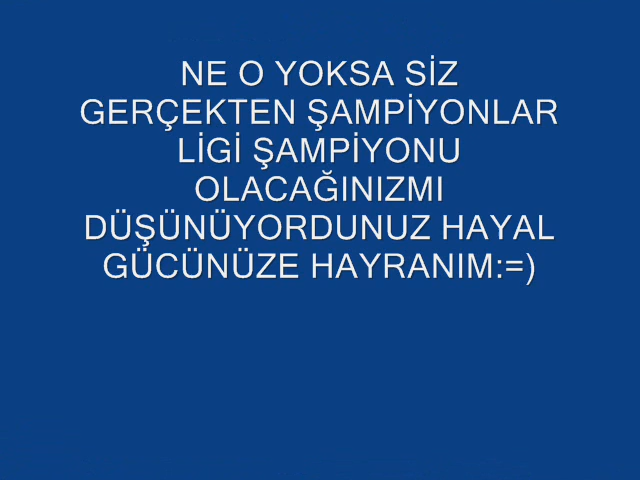 NE O YOKSA SİZ
GERÇEKTEN ŞAMPİYONLAR
LİGİ ŞAMPİYONU
OLACAĞINIZMI
DÜŞÜNÜYORDUNUZ HAYAL
GÜCÜNÜZE HAYRANIM:=)